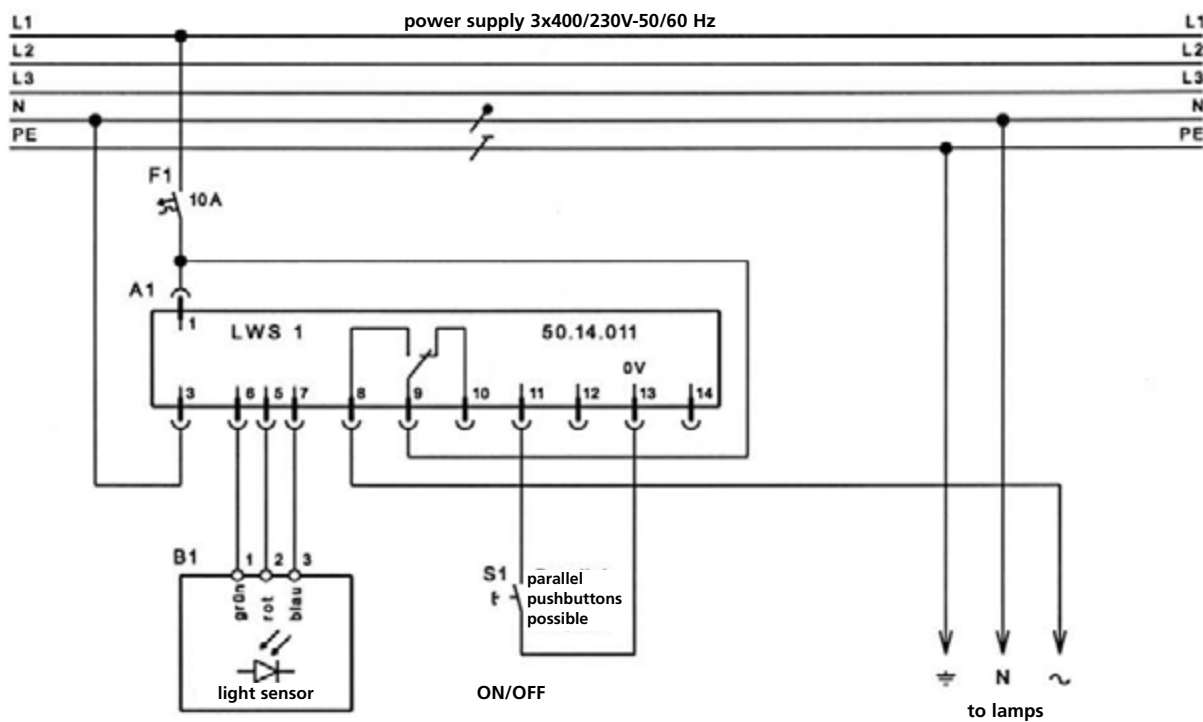 power supply 3x400/230V-50/60 Hz
L1 L1
L2 L2
L3 L3
N N
PE PE
F1
10A
A1
1 LWS 1 50.14.011
0V
3 6 5 7 8 9 10 11 12 13 14
B1 1 2 3
grün rot blau
light sensor
S1 parallel
pushbuttons
possible
ON/OFF
N
to lamps